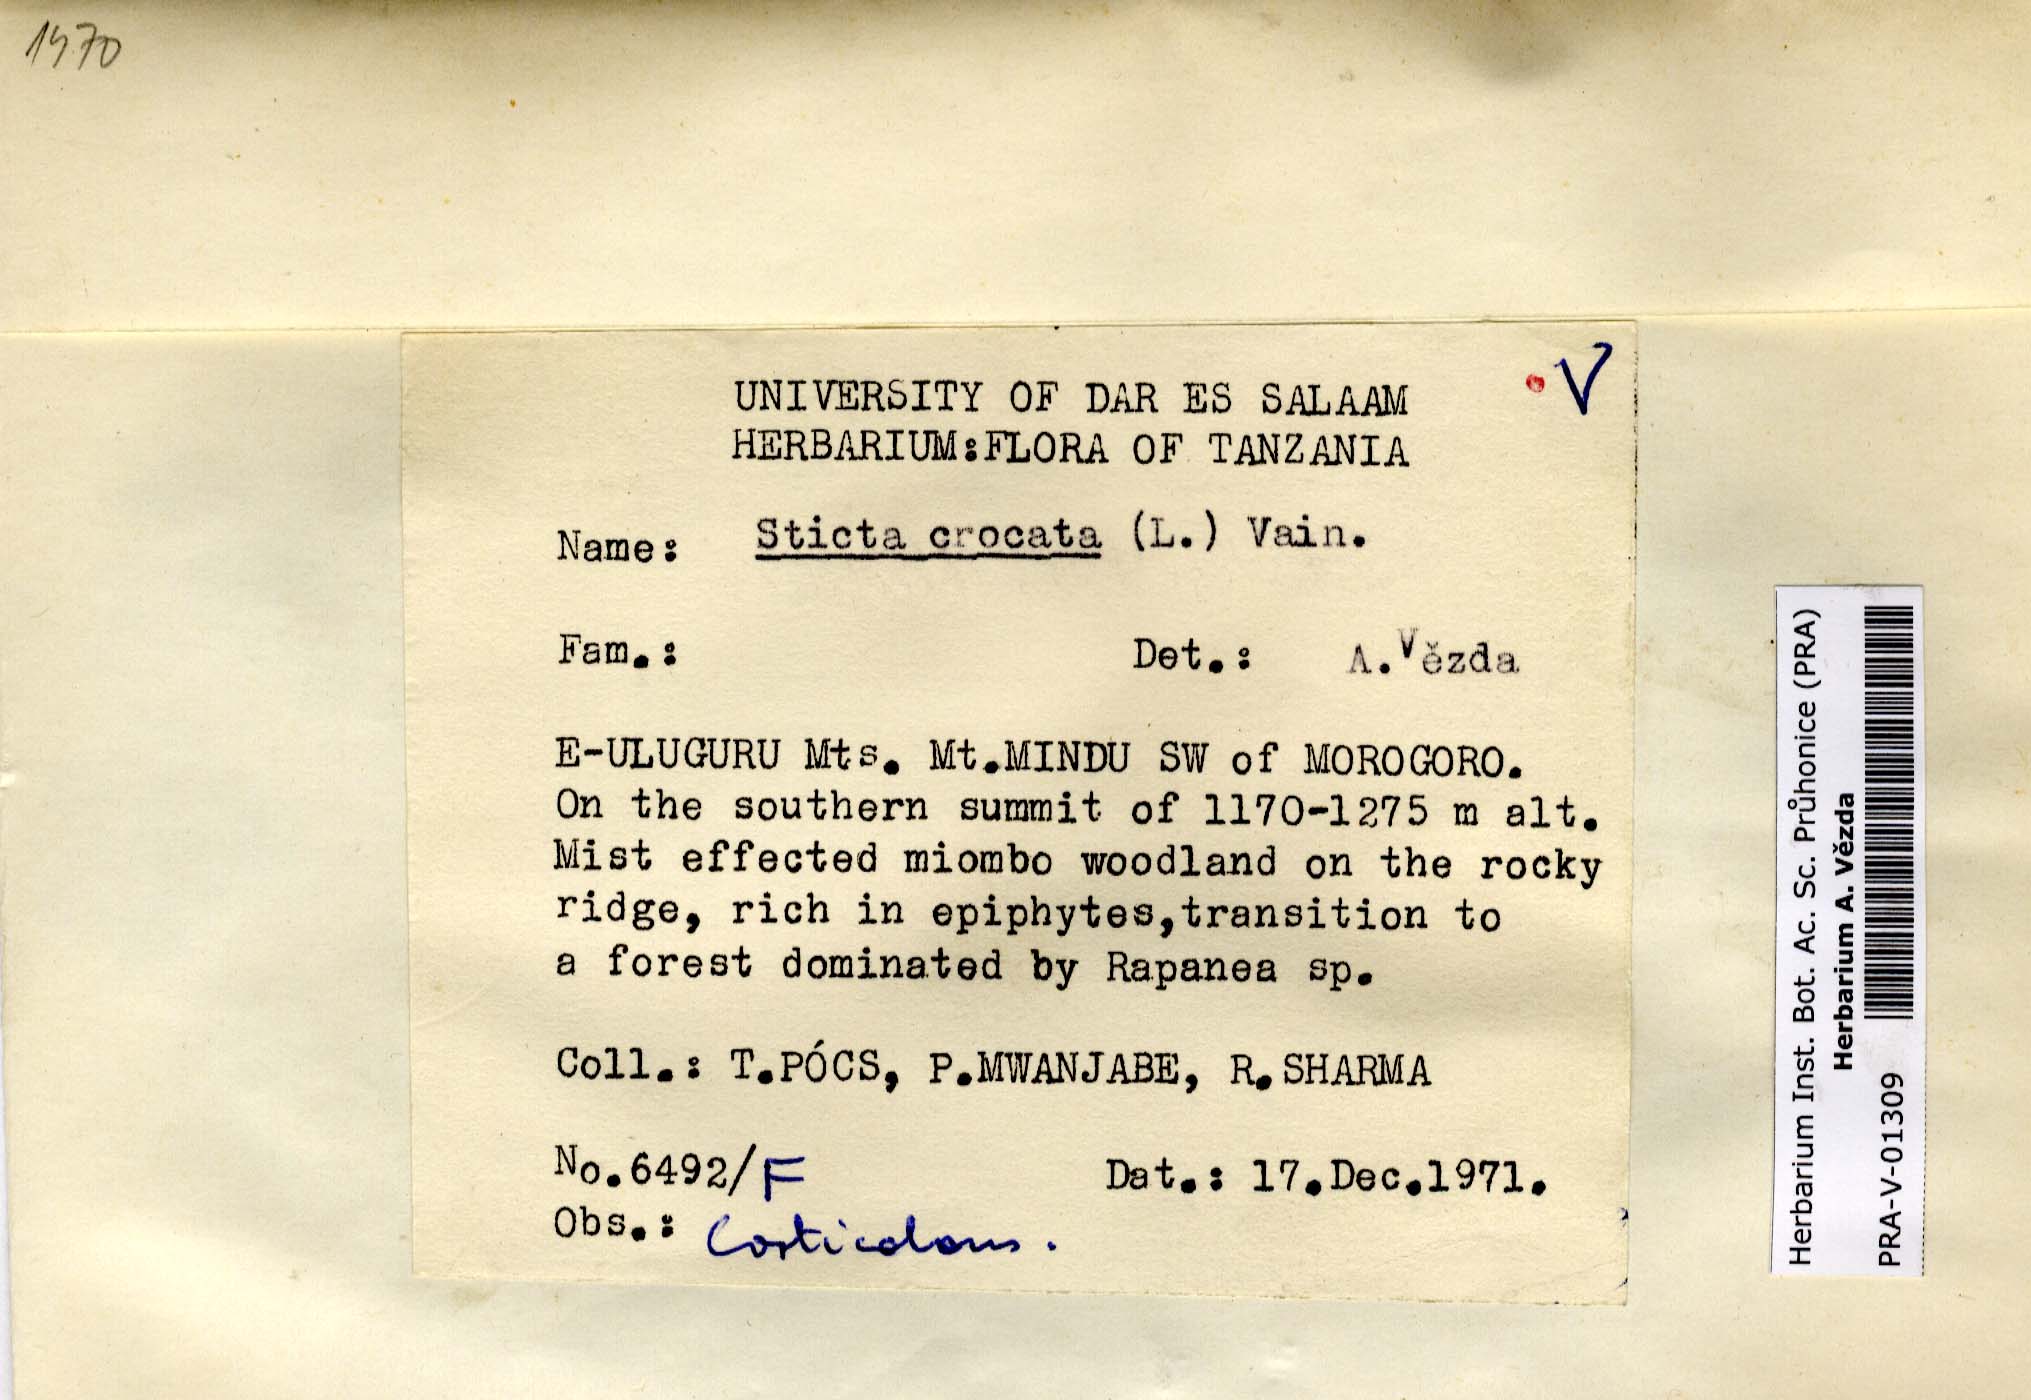 1970
UNIVERSITY OF DAR ES SALAAM
HERBARIUM:FLORA OF TANZANIA
V
Name: Sticta crocata (L.) Vain.
Fam.: Det.: A.Vězda
E-ULUGURU Mts. Mt.MINDU SW of MOROGORO.
On the southern summit of 1170-1275 m alt.
Mist effected miombo woodland on the rocky
ridge, rich in epiphytes,transition to
a forest dominated by Rapanea sp.
Coll.: T.PÓCS, P.MWANJABE, R.SHARMA
No.6492/F Dat.: 17.Dec.1971.
Obs.: Corticolous.
Herbarium Inst. Bot. Ac. Sc. Průhonice (PRA)
Herbarium A. Vězda
PRA-V-01309